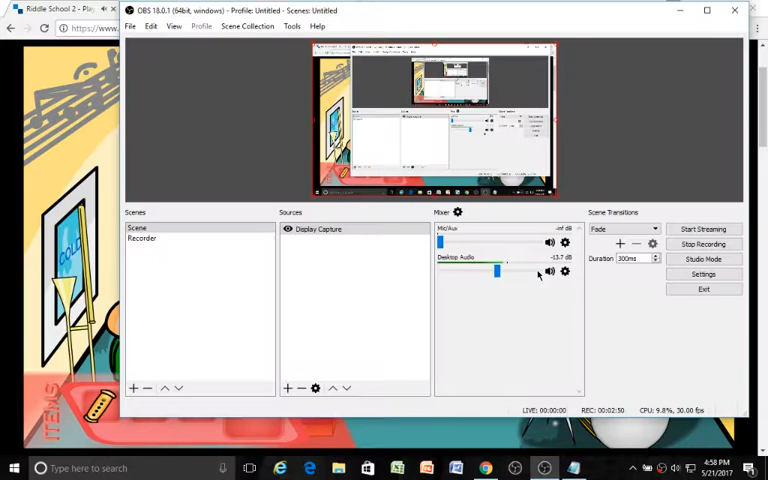 Riddle School 2 - Play
https://www.
OBS 18.0.1 (64bit, windows) - Profile: Untitled - Scenes: Untitled
File Edit View Profile Scene Collection Tools Help
COLD
ITEMS
Scenes
Scene
Recorder
Sources
Display Capture
Mixer
Mic/Aux -inf dB
Desktop Audio -13.7 dB
Scene Transitions
Fade
Duration 300ms
Start Streaming
Stop Recording
Studio Mode
Settings
Exit
LIVE: 00:00:00 REC: 00:02:50 CPU: 9.8%, 30.00 fps
Type here to search
4:58 PM
5/21/2017